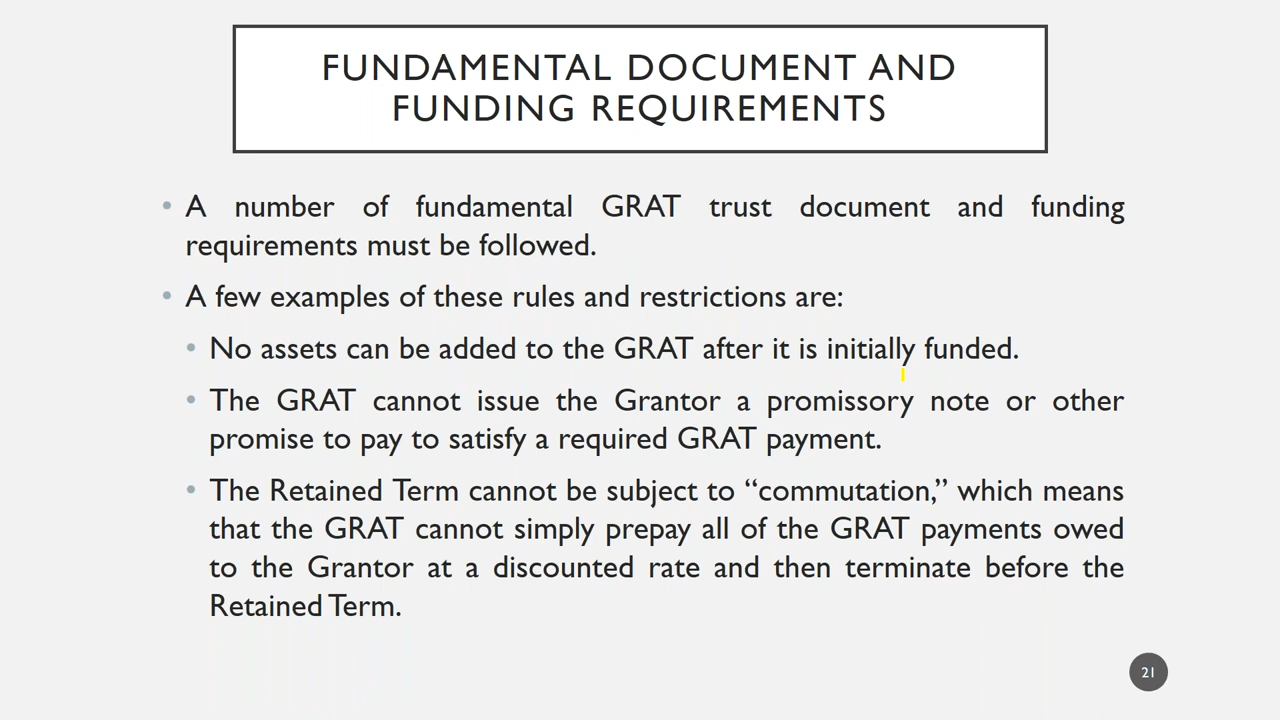 FUNDAMENTAL DOCUMENT AND
FUNDING REQUIREMENTS
• A number of fundamental GRAT trust document and funding
requirements must be followed.
• A few examples of these rules and restrictions are:
• No assets can be added to the GRAT after it is initially funded.
• The GRAT cannot issue the Grantor a promissory note or other
promise to pay to satisfy a required GRAT payment.
• The Retained Term cannot be subject to “commutation,” which means
that the GRAT cannot simply prepay all of the GRAT payments owed
to the Grantor at a discounted rate and then terminate before the
Retained Term.
21